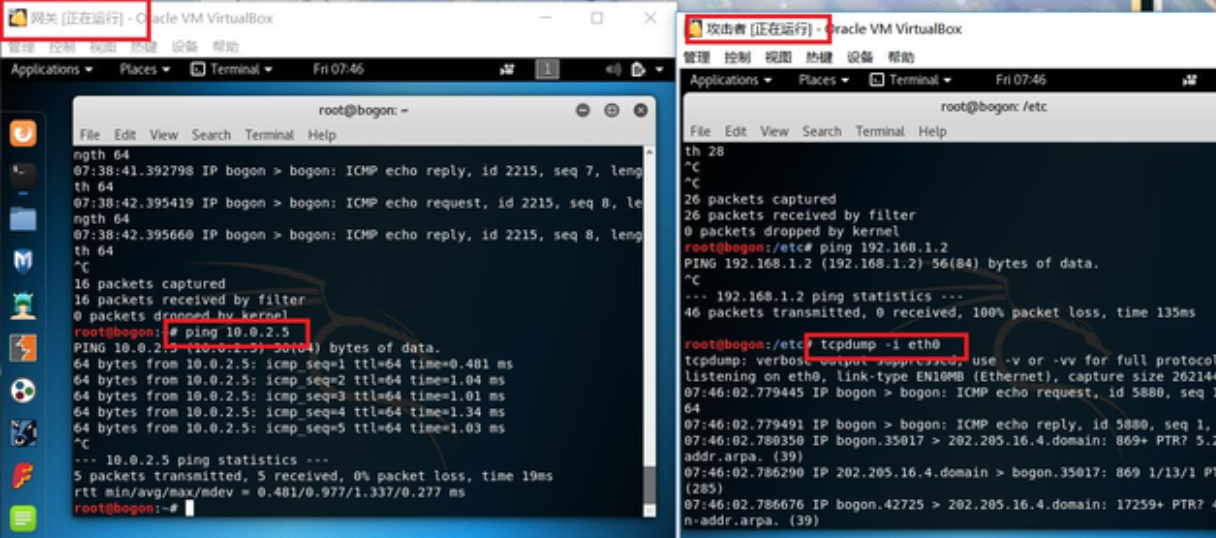 网关 [正在运行] - Oracle VM VirtualBox
管理 控制 视图 热键 设备 帮助
Applications Places Terminal Fri 07:46 1
root@bogon: ~
File Edit View Search Terminal Help
ngth 64
07:38:41.392798 IP bogon > bogon: ICMP echo reply, id 2215, seq 7, leng
th 64
07:38:42.395419 IP bogon > bogon: ICMP echo request, id 2215, seq 8, le
ngth 64
07:38:42.395660 IP bogon > bogon: ICMP echo reply, id 2215, seq 8, leng
th 64
^C
16 packets captured
16 packets received by filter
0 packets dropped by kernel
root@bogon:~# ping 10.0.2.5
PING 10.0.2.5 (10.0.2.5) 56(84) bytes of data.
64 bytes from 10.0.2.5: icmp_seq=1 ttl=64 time=0.481 ms
64 bytes from 10.0.2.5: icmp_seq=2 ttl=64 time=1.04 ms
64 bytes from 10.0.2.5: icmp_seq=3 ttl=64 time=1.01 ms
64 bytes from 10.0.2.5: icmp_seq=4 ttl=64 time=1.34 ms
64 bytes from 10.0.2.5: icmp_seq=5 ttl=64 time=1.03 ms
^C
--- 10.0.2.5 ping statistics ---
5 packets transmitted, 5 received, 0% packet loss, time 19ms
rtt min/avg/max/mdev = 0.481/0.977/1.337/0.277 ms
root@bogon:~#
攻击者 [正在运行] - Oracle VM VirtualBox
管理 控制 视图 热键 设备 帮助
Applications Places Terminal Fri 07:46
root@bogon: /etc
File Edit View Search Terminal Help
th 28
^C
^C
26 packets captured
26 packets received by filter
0 packets dropped by kernel
root@bogon:/etc# ping 192.168.1.2
PING 192.168.1.2 (192.168.1.2) 56(84) bytes of data.
^C
--- 192.168.1.2 ping statistics ---
46 packets transmitted, 0 received, 100% packet loss, time 135ms
root@bogon:/etc# tcpdump -i eth0
tcpdump: verbose output suppressed, use -v or -vv for full protocol
listening on eth0, link-type EN10MB (Ethernet), capture size 262144
07:46:02.779445 IP bogon > bogon: ICMP echo request, id 5880, seq 1
64
07:46:02.779491 IP bogon > bogon: ICMP echo reply, id 5880, seq 1,
07:46:02.780350 IP bogon.35017 > 202.205.16.4.domain: 869+ PTR? 5.2
addr.arpa. (39)
07:46:02.786290 IP 202.205.16.4.domain > bogon.35017: 869 1/13/1 PT
(285)
07:46:02.786676 IP bogon.42725 > 202.205.16.4.domain: 17259+ PTR? 4
n-addr.arpa. (39)